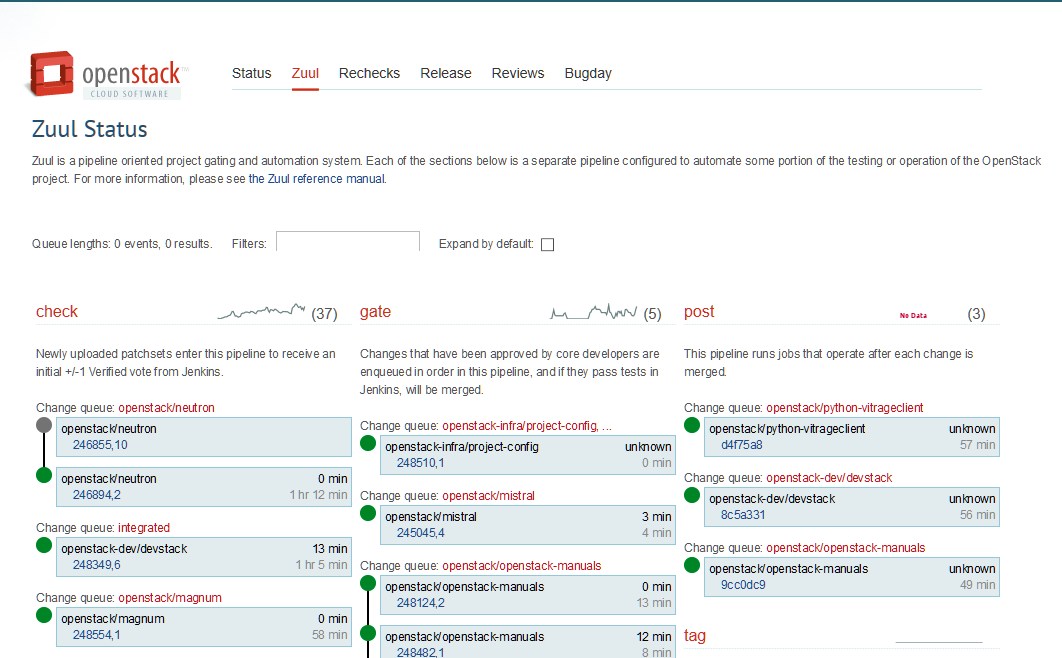 openstack™
CLOUD SOFTWARE
Status Zuul Rechecks Release Reviews Bugday
Zuul Status
Zuul is a pipeline oriented project gating and automation system. Each of the sections below is a separate pipeline configured to automate some portion of the testing or operation of the OpenStack
project. For more information, please see the Zuul reference manual.
Queue lengths: 0 events, 0 results. Filters: Expand by default:
check (37)
Newly uploaded patchsets enter this pipeline to receive an
initial +/-1 Verified vote from Jenkins.
Change queue: openstack/neutron
openstack/neutron
246855,10
openstack/neutron 0 min
246894,2 1 hr 12 min
Change queue: integrated
openstack-dev/devstack 13 min
248349,6 1 hr 5 min
Change queue: openstack/magnum
openstack/magnum 0 min
248554,1 58 min
gate (5)
Changes that have been approved by core developers are
enqueued in order in this pipeline, and if they pass tests in
Jenkins, will be merged.
Change queue: openstack-infra/project-config, ...
openstack-infra/project-config unknown
248510,1 0 min
Change queue: openstack/mistral
openstack/mistral 3 min
245045,4 4 min
Change queue: openstack/openstack-manuals
openstack/openstack-manuals 0 min
248124,2 13 min
openstack/openstack-manuals 12 min
248482,1 8 min
post No Data (3)
This pipeline runs jobs that operate after each change is
merged.
Change queue: openstack/python-vitrageclient
openstack/python-vitrageclient unknown
d4f75a8 57 min
Change queue: openstack-dev/devstack
openstack-dev/devstack unknown
8c5a331 56 min
Change queue: openstack/openstack-manuals
openstack/openstack-manuals unknown
9cc0dc9 49 min
tag